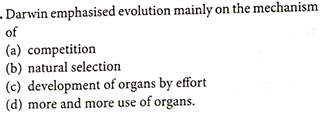 . Darwin emphasised evolution mainly on the mechanism
of
(a) competition
(b) natural selection
(c) development of organs by effort
(d) more and more use of organs.